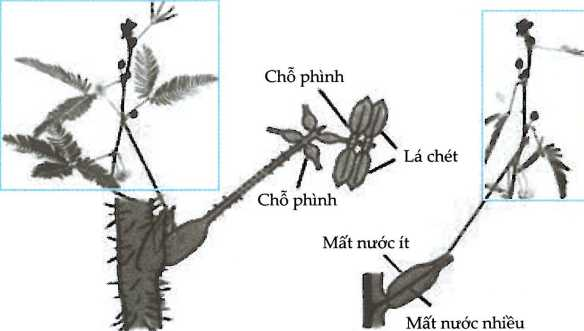 Chỗ phình
Lá chét
Chỗ phình
Mất nước ít
Mất nước nhiều